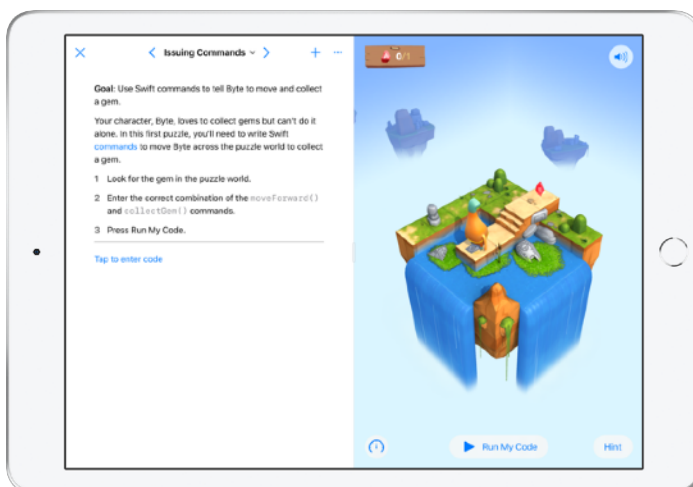 Issuing Commands
0/1
Goal: Use Swift commands to tell Byte to move and collect
a gem.
Your character, Byte, loves to collect gems but can't do it
alone. In this first puzzle, you'll need to write Swift
commands to move Byte across the puzzle world to collect
a gem.
1 Look for the gem in the puzzle world.
2 Enter the correct combination of the moveForward()
and collectGem() commands.
3 Press Run My Code.
Tap to enter code
Run My Code
Hint